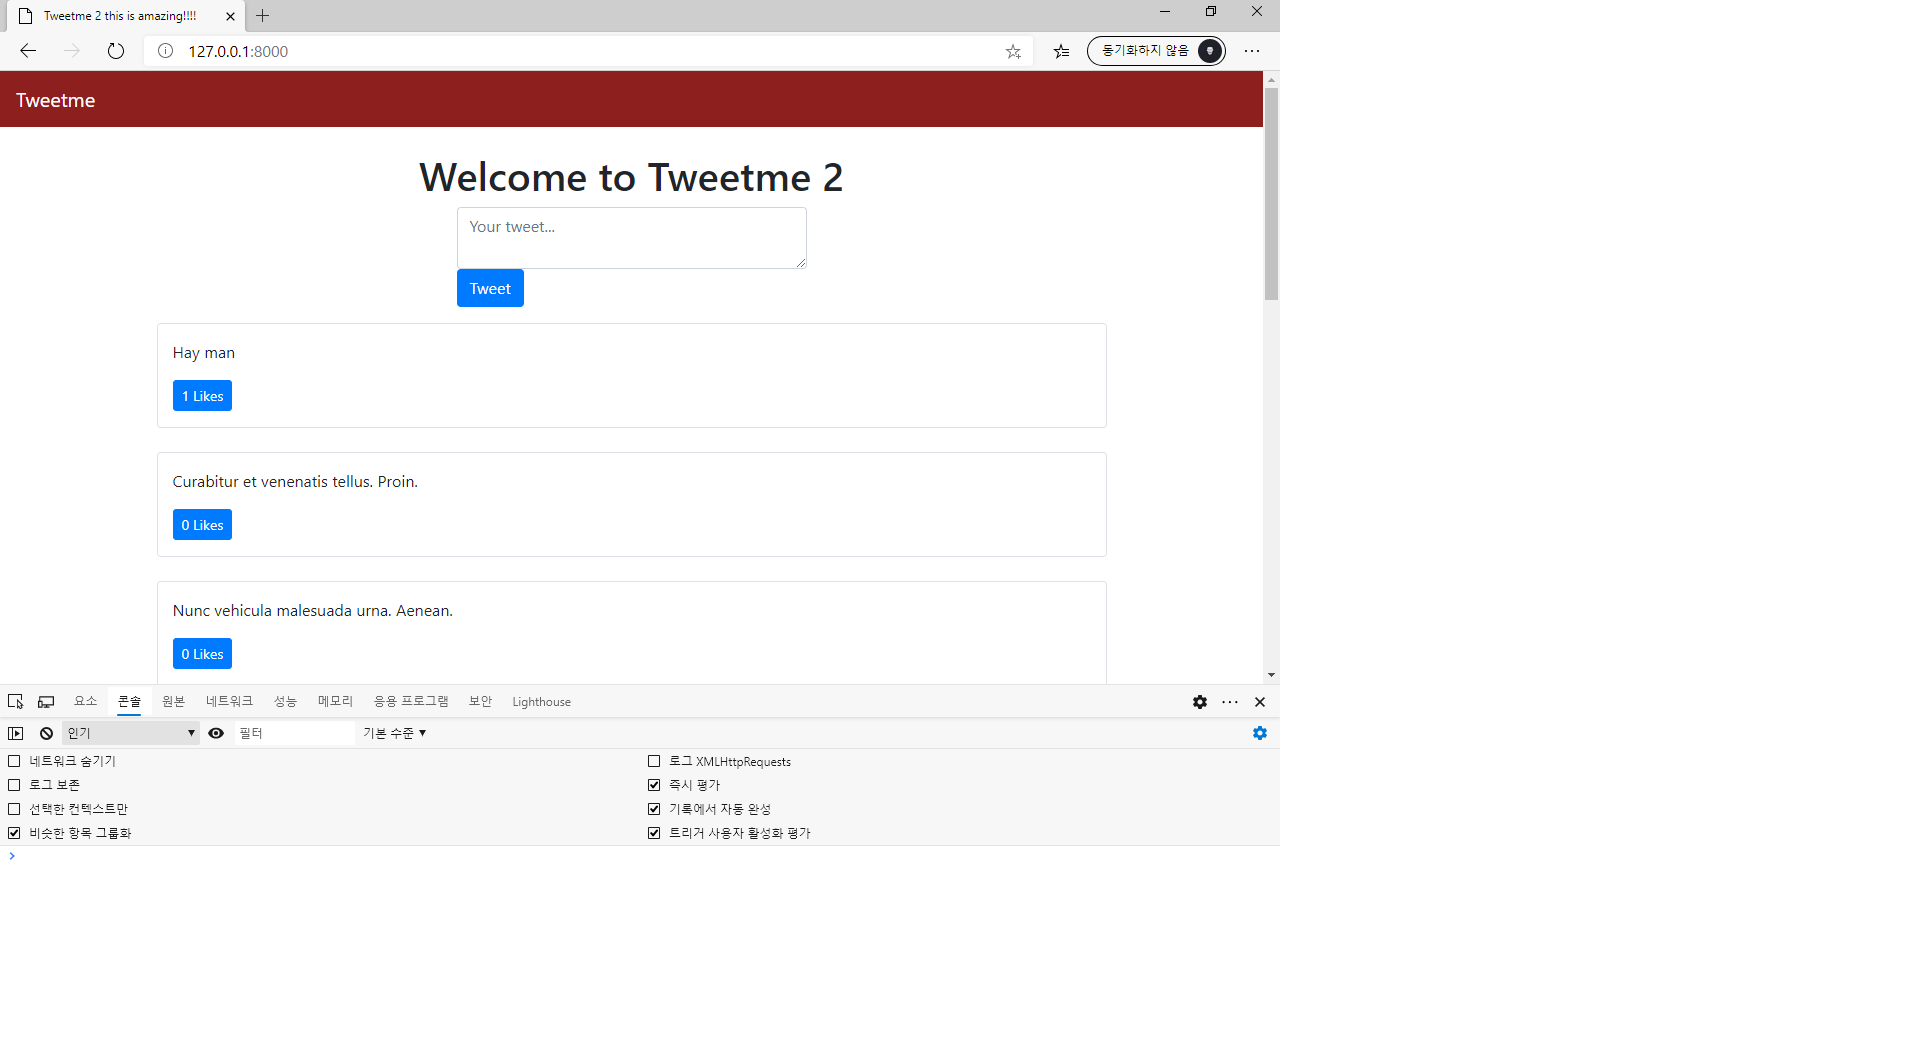 Tweetme 2 this is amazing!!!!
127.0.0.1:8000
동기화하지 않음
Tweetme
Welcome to Tweetme 2
Your tweet...
Tweet
Hay man
1 Likes
Curabitur et venenatis tellus. Proin.
0 Likes
Nunc vehicula malesuada urna. Aenean.
0 Likes
요소 콘솔 원본 네트워크 성능 메모리 응용 프로그램 보안 Lighthouse
인기 필터 기본 수준
네트워크 숨기기 로그 XMLHttpRequests
로그 보존 즉시 평가
선택한 컨텍스트만 기록에서 자동 완성
비슷한 항목 그룹화 트리거 사용자 활성화 평가